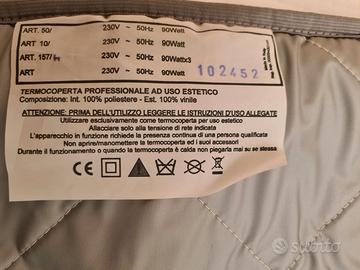 ART. 50/ 230V ~ 50Hz 90Watt
ART. 10/ 230V ~ 50Hz 90Watt
ART. 157/ 230V ~ 50Hz 90Wattx3
ART 230V ~ 50Hz 90Watt
102452
TERMOCOPERTA PROFESSIONALE AD USO ESTETICO
Composizione: Int. 100% poliestere - Est. 100% vinile
ATTENZIONE: PRIMA DELL'UTILIZZO LEGGERE LE ISTRUZIONI D'USO ALLEGATE
Utilizzare esclusivamente come termocoperta per uso estetico
Allacciare solo alla tensione di rete indicata
L'apparecchio in funzione richiede la presenza continua di una persona qualificata
Non aprire/manomettere la termocoperta ed i suoi accessori
Durante il funzionamento o quando la termocoperta è calda non piegarla mai su se stessa
CE
subito